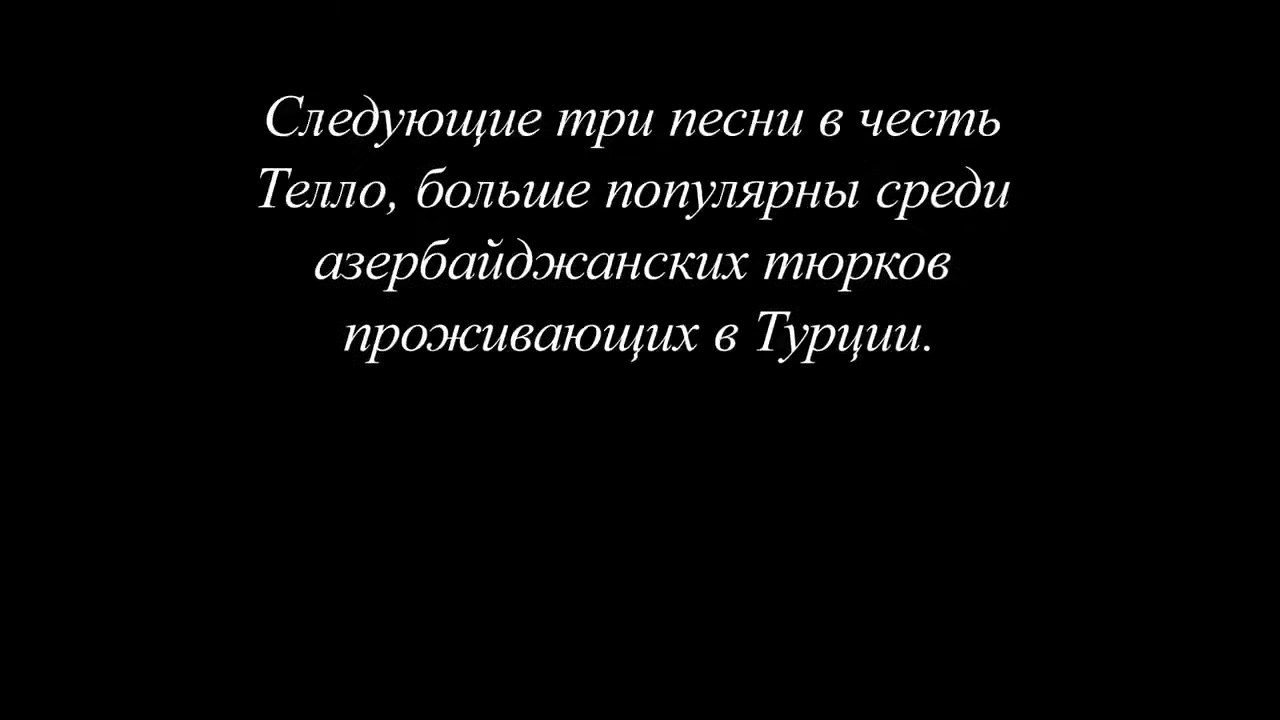 Следующие три песни в честь
Телло, больше популярны среди
азербайджанских тюрков
проживающих в Турции.